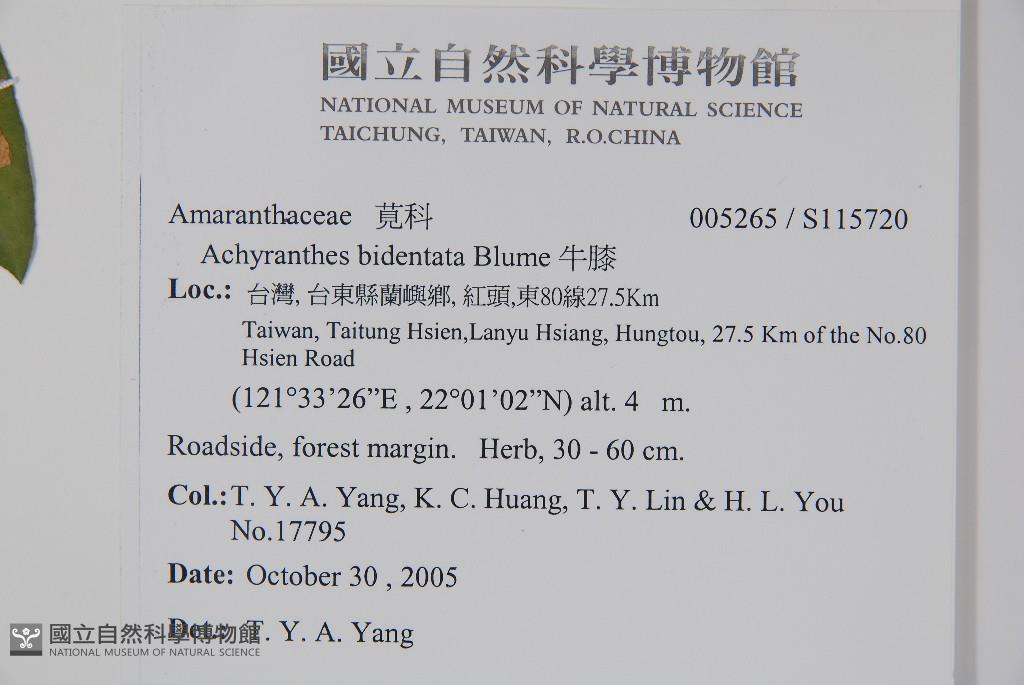 國立自然科學博物館
NATIONAL MUSEUM OF NATURAL SCIENCE
TAICHUNG, TAIWAN, R.O.CHINA
Amaranthaceae 莧科 005265 / S115720
Achyranthes bidentata Blume 牛膝
Loc.: 台灣, 台東縣蘭嶼鄉, 紅頭,東80線27.5Km
Taiwan, Taitung Hsien,Lanyu Hsiang, Hungtou, 27.5 Km of the No.80
Hsien Road
(121°33’26”E , 22°01’02”N) alt. 4 m.
Roadside, forest margin. Herb, 30 - 60 cm.
Col.: T. Y. A. Yang, K. C. Huang, T. Y. Lin & H. L. You
No.17795
Date: October 30 , 2005
Det.: T. Y. A. Yang
國立自然科學博物館
NATIONAL MUSEUM OF NATURAL SCIENCE